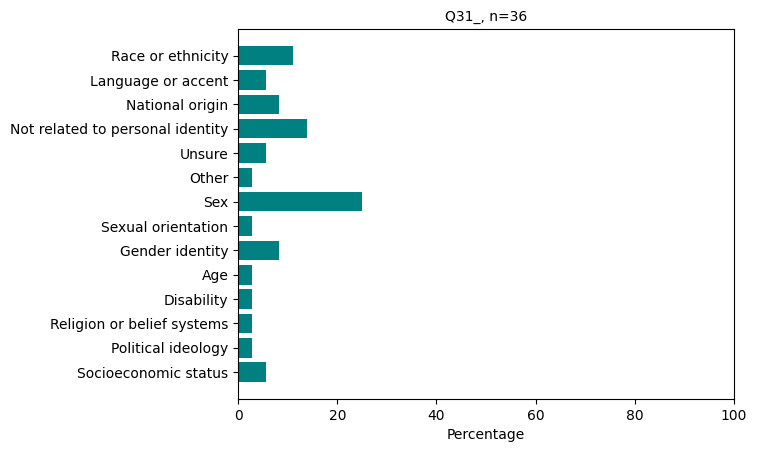 Q31_, n=36
Race or ethnicity
Language or accent
National origin
Not related to personal identity
Unsure
Other
Sex
Sexual orientation
Gender identity
Age
Disability
Religion or belief systems
Political ideology
Socioeconomic status
0 20 40 60 80 100
Percentage